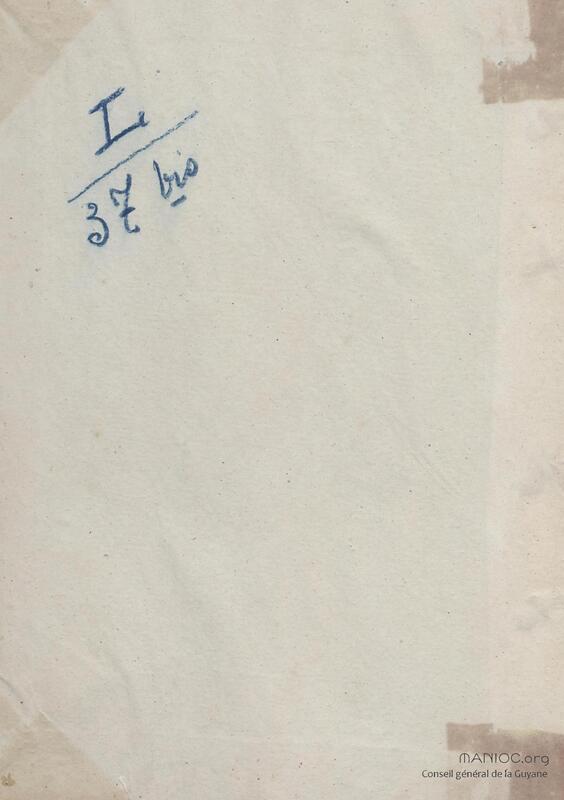 I
37 bis
MANIOC.org
Conseil général de la Guyane